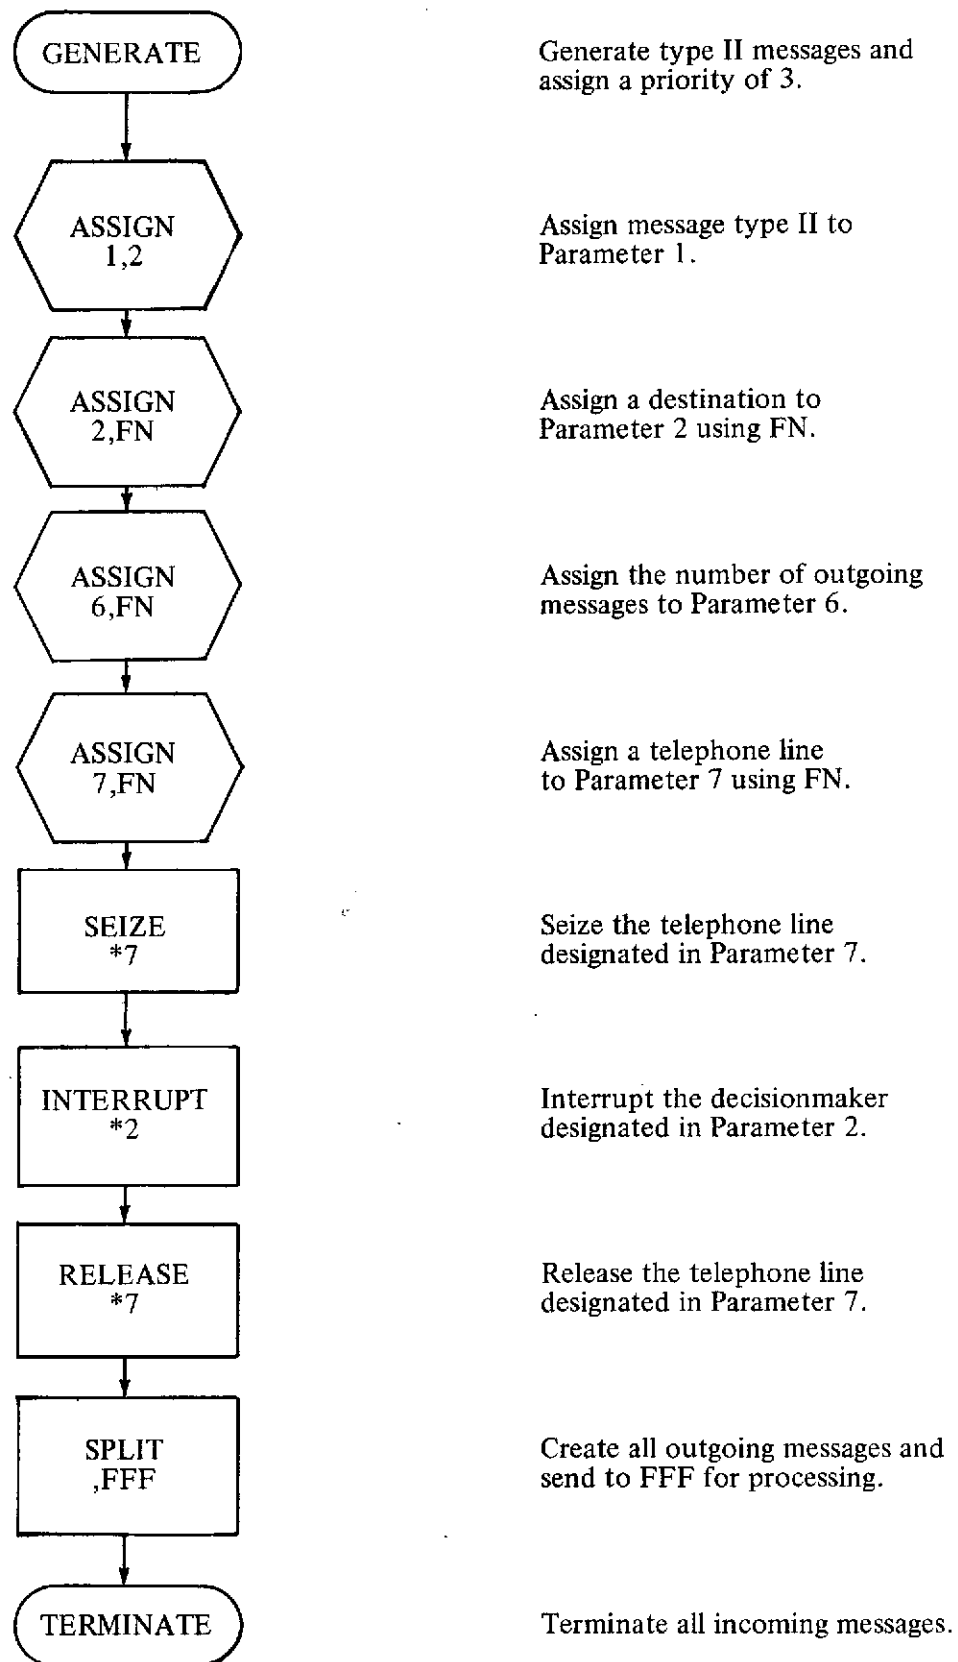 GENERATE
Generate type II messages and
assign a priority of 3.
ASSIGN
1,2
Assign message type II to
Parameter 1.
ASSIGN
2,FN
Assign a destination to
Parameter 2 using FN.
ASSIGN
6,FN
Assign the number of outgoing
messages to Parameter 6.
ASSIGN
7,FN
Assign a telephone line
to Parameter 7 using FN.
SEIZE
*7
Seize the telephone line
designated in Parameter 7.
INTERRUPT
*2
Interrupt the decisionmaker
designated in Parameter 2.
RELEASE
*7
Release the telephone line
designated in Parameter 7.
SPLIT
,FFF
Create all outgoing messages and
send to FFF for processing.
TERMINATE
Terminate all incoming messages.